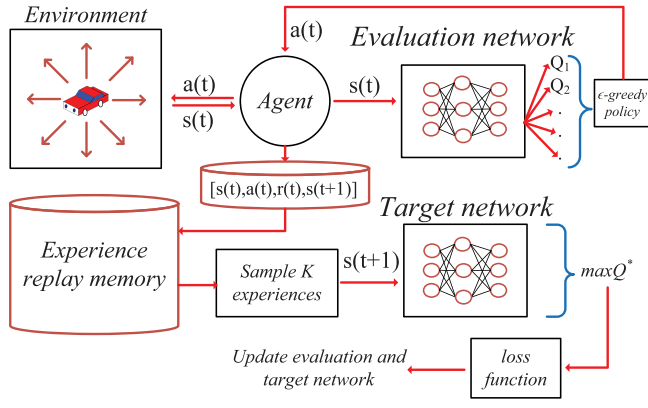 Environment
a(t)
Evaluation network
a(t)
s(t)
Agent
s(t)
Q1
Q2
.
.
.
ϵ-greedy
policy
[s(t),a(t),r(t),s(t+1)]
Target network
Experience
replay memory
Sample K
experiences
s(t+1)
maxQ*
Update evaluation and
target network
loss
function